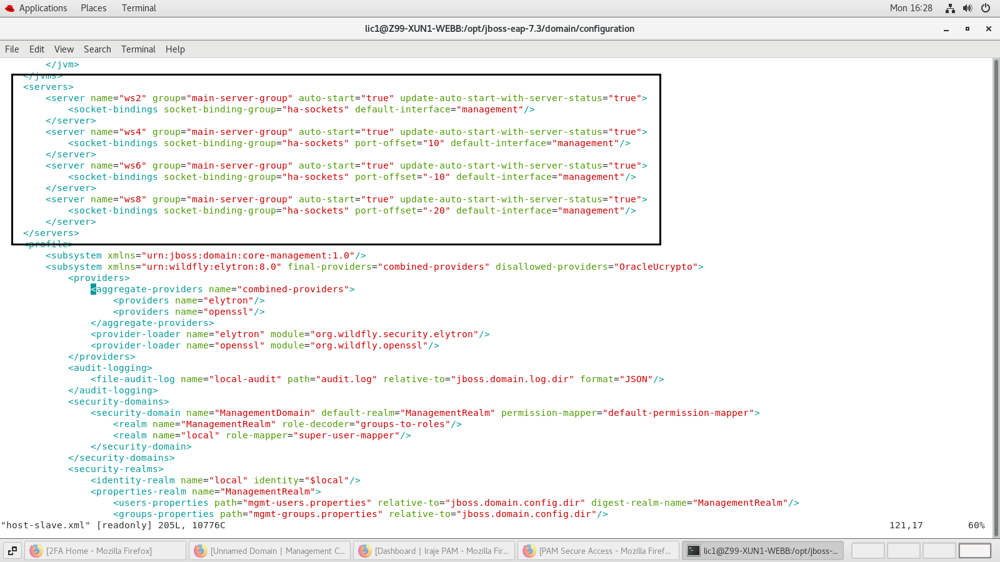 Applications Places Terminal Mon 16:28
lic1@Z99-XUN1-WEBB:/opt/jboss-eap-7.3/domain/configuration
File Edit View Search Terminal Help
        </jvm>
    </jvms>
    <servers>
        <server name="ws2" group="main-server-group" auto-start="true" update-auto-start-with-server-status="true">
            <socket-bindings socket-binding-group="ha-sockets" default-interface="management"/>
        </server>
        <server name="ws4" group="main-server-group" auto-start="true" update-auto-start-with-server-status="true">
            <socket-bindings socket-binding-group="ha-sockets" port-offset="10" default-interface="management"/>
        </server>
        <server name="ws6" group="main-server-group" auto-start="true" update-auto-start-with-server-status="true">
            <socket-bindings socket-binding-group="ha-sockets" port-offset="-10" default-interface="management"/>
        </server>
        <server name="ws8" group="main-server-group" auto-start="true" update-auto-start-with-server-status="true">
            <socket-bindings socket-binding-group="ha-sockets" port-offset="-20" default-interface="management"/>
        </server>
    </servers>
    <profile>
        <subsystem xmlns="urn:jboss:domain:core-management:1.0"/>
        <subsystem xmlns="urn:wildfly:elytron:8.0" final-providers="combined-providers" disallowed-providers="OracleUcrypto">
            <providers>
                <aggregate-providers name="combined-providers">
                    <providers name="elytron"/>
                    <providers name="openssl"/>
                </aggregate-providers>
                <provider-loader name="elytron" module="org.wildfly.security.elytron"/>
                <provider-loader name="openssl" module="org.wildfly.openssl"/>
            </providers>
            <audit-logging>
                <file-audit-log name="local-audit" path="audit.log" relative-to="jboss.domain.log.dir" format="JSON"/>
            </audit-logging>
            <security-domains>
                <security-domain name="ManagementDomain" default-realm="ManagementRealm" permission-mapper="default-permission-mapper">
                    <realm name="ManagementRealm" role-decoder="groups-to-roles"/>
                    <realm name="local" role-mapper="super-user-mapper"/>
                </security-domain>
            </security-domains>
            <security-realms>
                <identity-realm name="local" identity="$local"/>
                <properties-realm name="ManagementRealm">
                    <users-properties path="mgmt-users.properties" relative-to="jboss.domain.config.dir" digest-realm-name="ManagementRealm"/>
                    <groups-properties path="mgmt-groups.properties" relative-to="jboss.domain.config.dir"/>
"host-slave.xml" [readonly] 205L, 10776C 121,17 60%
[2FA Home - Mozilla Firefox] [Unnamed Domain | Management C... [Dashboard | Iraje PAM - Mozilla Fir... [PAM Secure Access - Mozilla Firef... lic1@Z99-XUN1-WEBB:/opt/jboss-...